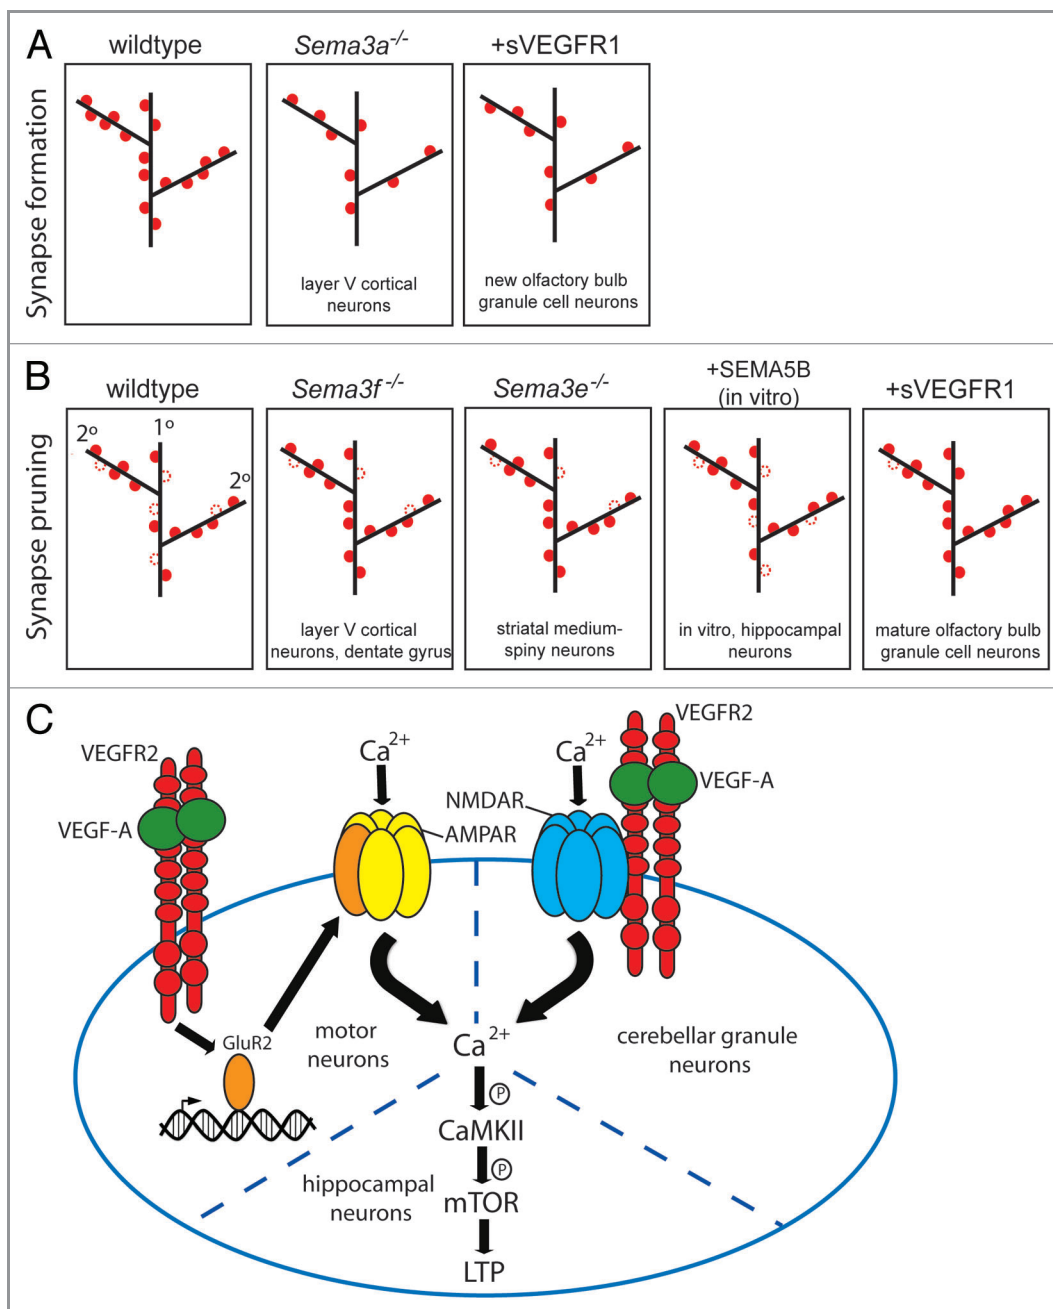 A
wildtype
Sema3a-/-
+sVEGFR1
Synapse formation
layer V cortical
neurons
new olfactory bulb
granule cell neurons
B
wildtype
Sema3f -/-
Sema3e-/-
+SEMA5B
(in vitro)
+sVEGFR1
Synapse pruning
2º
1º
2º
layer V cortical
neurons, dentate gyrus
striatal medium-
spiny neurons
in vitro, hippocampal
neurons
mature olfactory bulb
granule cell neurons
C
VEGFR2
VEGF-A
Ca2+
AMPAR
NMDAR
Ca2+
VEGFR2
VEGF-A
GluR2
motor
neurons
cerebellar granule
neurons
hippocampal
neurons
Ca2+
P
CaMKII
P
mTOR
LTP